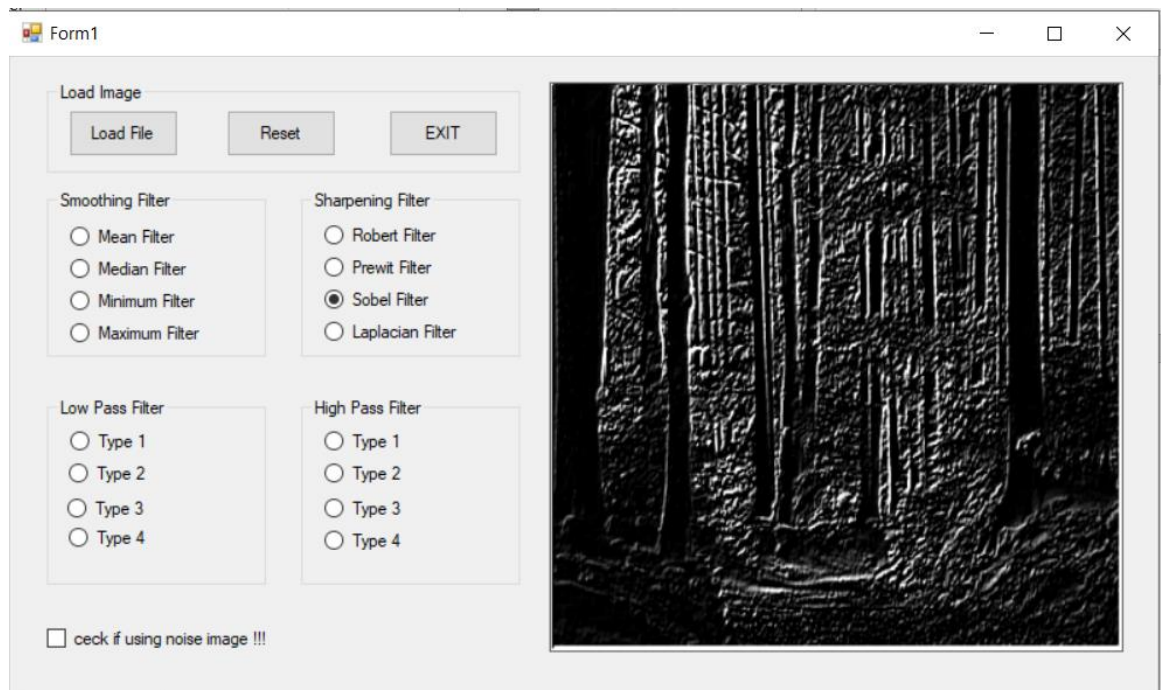 Form1
Load Image
Load File
Reset
EXIT
Smoothing Filter
Mean Filter
Median Filter
Minimum Filter
Maximum Filter
Sharpening Filter
Robert Filter
Prewit Filter
Sobel Filter
Laplacian Filter
Low Pass Filter
Type 1
Type 2
Type 3
Type 4
High Pass Filter
Type 1
Type 2
Type 3
Type 4
ceck if using noise image !!!